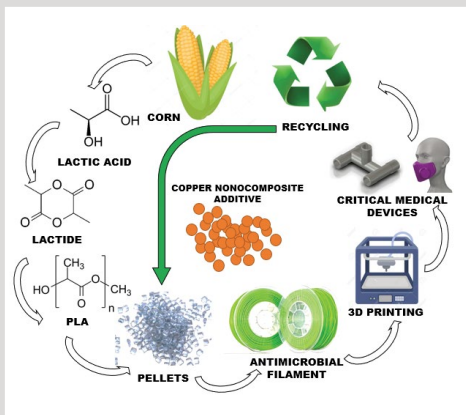 CORN
RECYCLING
O
OH
OH
LACTIC ACID
O
O
O
O
LACTIDE
CH₃
HO
O
CH₃
O
n
PLA
PELLETS
COPPER NONOCOMPOSITE
ADDITIVE
ANTIMICROBIAL
FILAMENT
3D PRINTING
CRITICAL MEDICAL
DEVICES